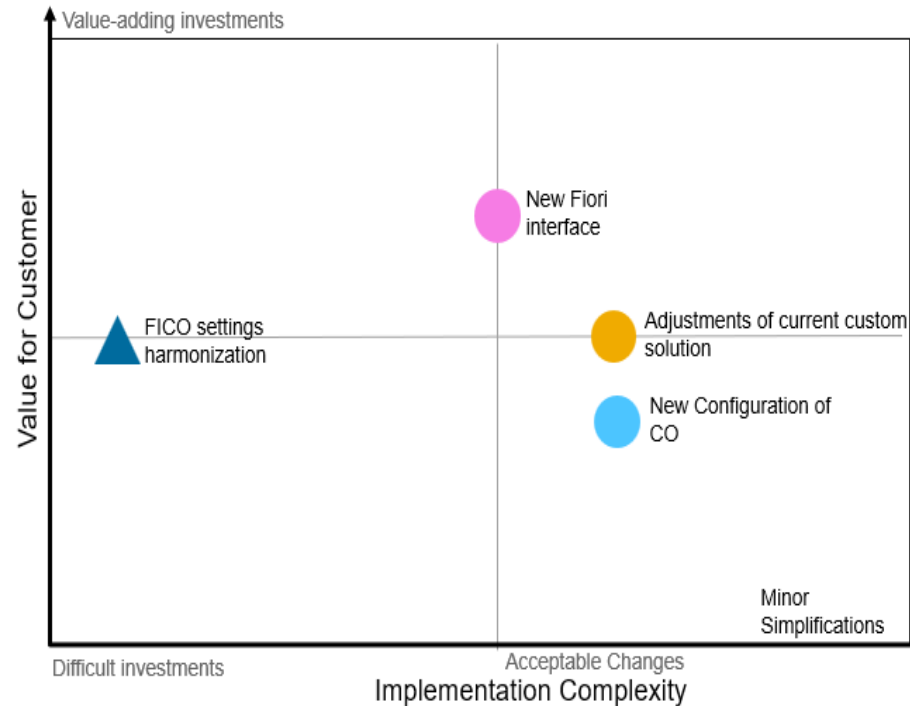 Value-adding investments
Value for Customer
New Fiori
interface
FICO settings
harmonization
Adjustments of current custom
solution
New Configuration of
CO
Minor
Simplifications
Difficult investments
Acceptable Changes
Implementation Complexity